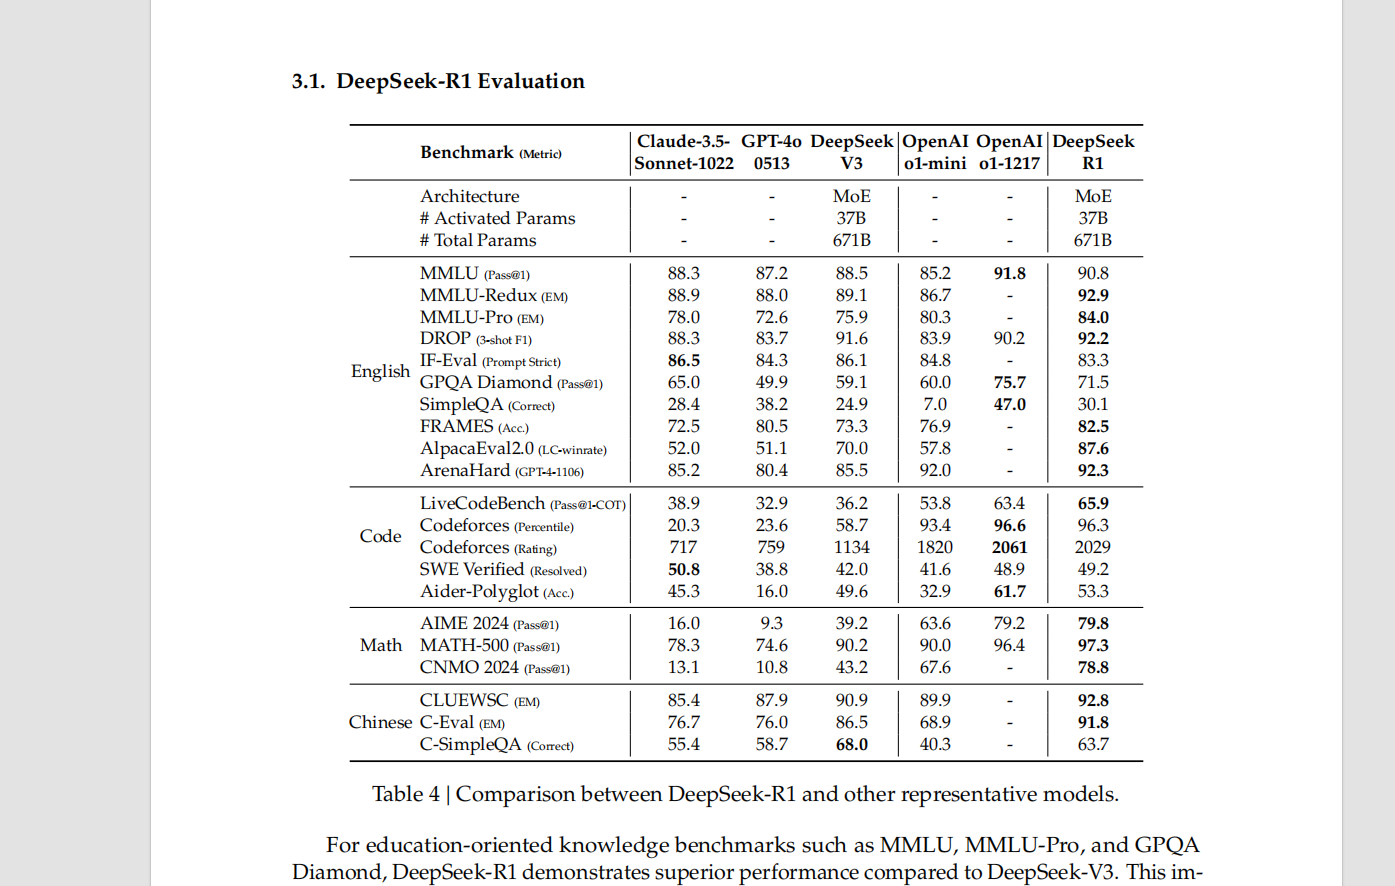 3.1. DeepSeek-R1 Evaluation
Benchmark (Metric) Claude-3.5-Sonnet-1022 GPT-4o 0513 DeepSeek V3 OpenAI o1-mini OpenAI o1-1217 DeepSeek R1
Architecture - - MoE - - MoE
# Activated Params - - 37B - - 37B
# Total Params - - 671B - - 671B
English
MMLU (Pass@1) 88.3 87.2 88.5 85.2 91.8 90.8
MMLU-Redux (EM) 88.9 88.0 89.1 86.7 - 92.9
MMLU-Pro (EM) 78.0 72.6 75.9 80.3 - 84.0
DROP (3-shot F1) 88.3 83.7 91.6 83.9 90.2 92.2
IF-Eval (Prompt Strict) 86.5 84.3 86.1 84.8 - 83.3
GPQA Diamond (Pass@1) 65.0 49.9 59.1 60.0 75.7 71.5
SimpleQA (Correct) 28.4 38.2 24.9 7.0 47.0 30.1
FRAMES (Acc.) 72.5 80.5 73.3 76.9 - 82.5
AlpacaEval2.0 (LC-winrate) 52.0 51.1 70.0 57.8 - 87.6
ArenaHard (GPT-4-1106) 85.2 80.4 85.5 92.0 - 92.3
Code
LiveCodeBench (Pass@1-COT) 38.9 32.9 36.2 53.8 63.4 65.9
Codeforces (Percentile) 20.3 23.6 58.7 93.4 96.6 96.3
Codeforces (Rating) 717 759 1134 1820 2061 2029
SWE Verified (Resolved) 50.8 38.8 42.0 41.6 48.9 49.2
Aider-Polyglot (Acc.) 45.3 16.0 49.6 32.9 61.7 53.3
Math
AIME 2024 (Pass@1) 16.0 9.3 39.2 63.6 79.2 79.8
MATH-500 (Pass@1) 78.3 74.6 90.2 90.0 96.4 97.3
CNMO 2024 (Pass@1) 13.1 10.8 43.2 67.6 - 78.8
Chinese
CLUEWSC (EM) 85.4 87.9 90.9 89.9 - 92.8
C-Eval (EM) 76.7 76.0 86.5 68.9 - 91.8
C-SimpleQA (Correct) 55.4 58.7 68.0 40.3 - 63.7
Table 4 | Comparison between DeepSeek-R1 and other representative models.
For education-oriented knowledge benchmarks such as MMLU, MMLU-Pro, and GPQA
Diamond, DeepSeek-R1 demonstrates superior performance compared to DeepSeek-V3. This im-